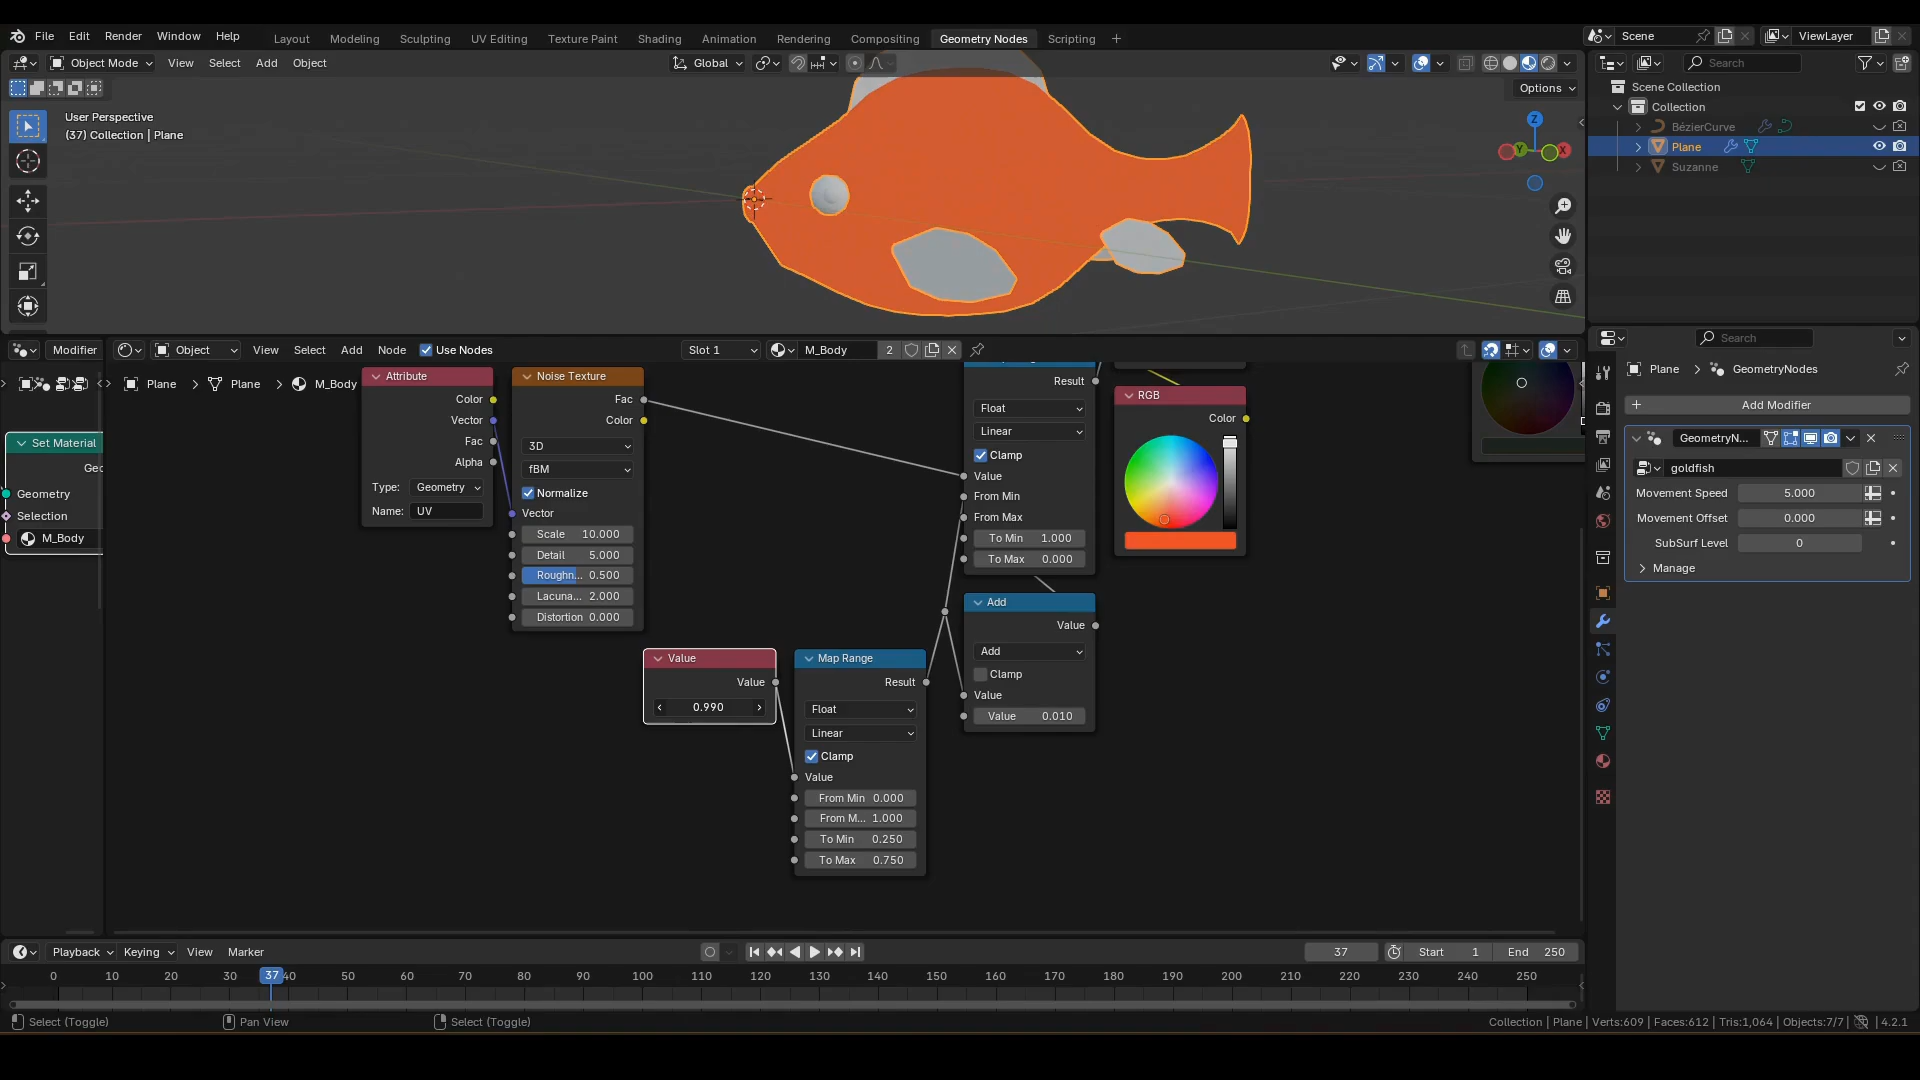 File Edit Render Window Help Layout Modeling Sculpting UV Editing Texture Paint Shading Animation Rendering Compositing Geometry Nodes Scripting + Scene ViewLayer
Object Mode View Select Add Object Global Search
Options
User Perspective
(37) Collection | Plane
Z
Y
X
Scene Collection
Collection
BézierCurve
Plane
Suzanne
Modifier Object View Select Add Node Use Nodes Slot 1 M_Body 2
Plane Plane M_Body
Set Material
Geo
Geometry
Selection
M_Body
Attribute
Color
Vector
Fac
Alpha
Type: Geometry
Name: UV
Noise Texture
Fac
Color
3D
fBM
Normalize
Vector
Scale 10.000
Detail 5.000
Roughn... 0.500
Lacuna... 2.000
Distortion 0.000
Value
Value
0.990
Map Range
Result
Float
Linear
Clamp
Value
From Min 0.000
From M... 1.000
To Min 0.250
To Max 0.750
Result
Float
Linear
Clamp
Value
From Min
From Max
To Min 1.000
To Max 0.000
Add
Value
Add
Clamp
Value
Value 0.010
RGB
Color
Search
Plane GeometryNodes
+ Add Modifier
GeometryN...
goldfish
Movement Speed 5.000
Movement Offset 0.000
SubSurf Level 0
Manage
Playback Keying View Marker 37 Start 1 End 250
0 10 20 30 37 40 50 60 70 80 90 100 110 120 130 140 150 160 170 180 190 200 210 220 230 240 250
Select (Toggle) Pan View Select (Toggle) Collection | Plane | Verts:609 | Faces:612 | Tris:1,064 | Objects:7/7 | 4.2.1